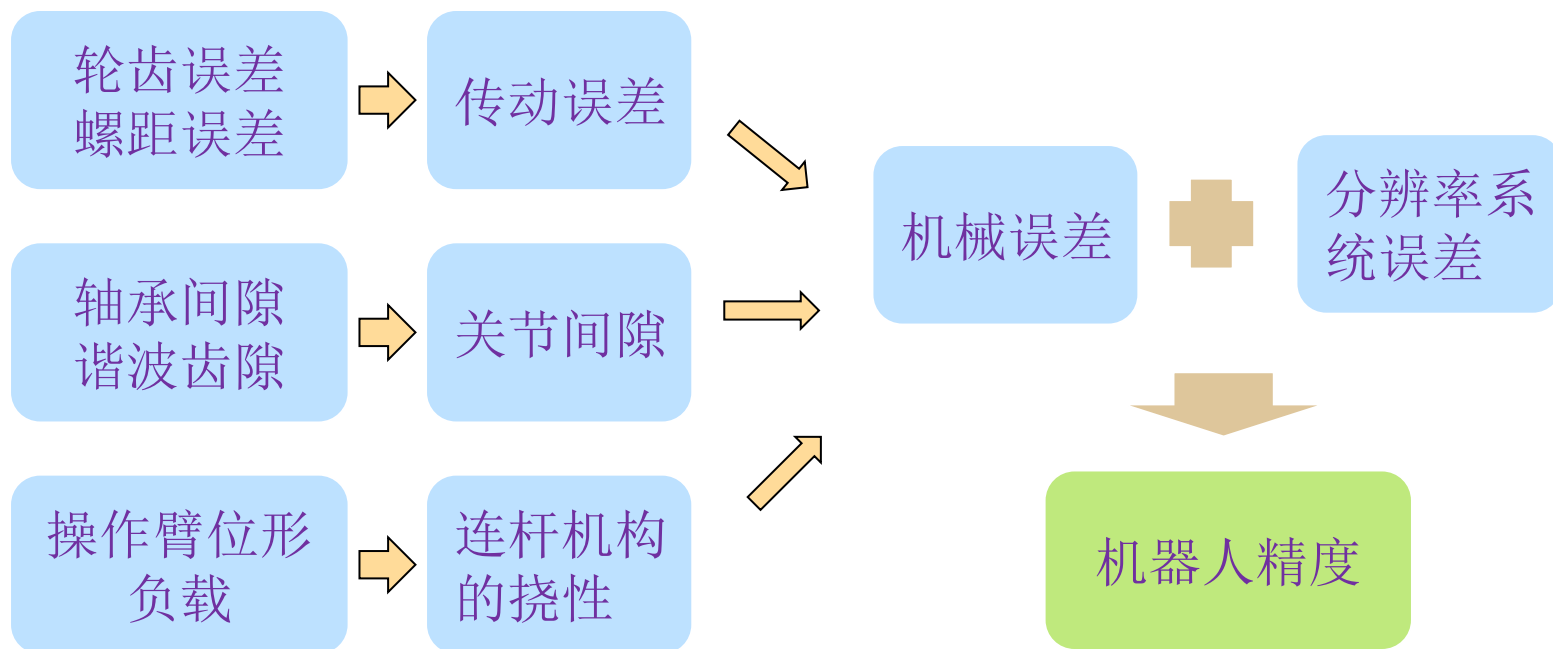 轮齿误差
螺距误差
传动误差
轴承间隙
谐波齿隙
关节间隙
操作臂位形
负载
连杆机构
的挠性
机械误差
分辨率系
统误差
机器人精度